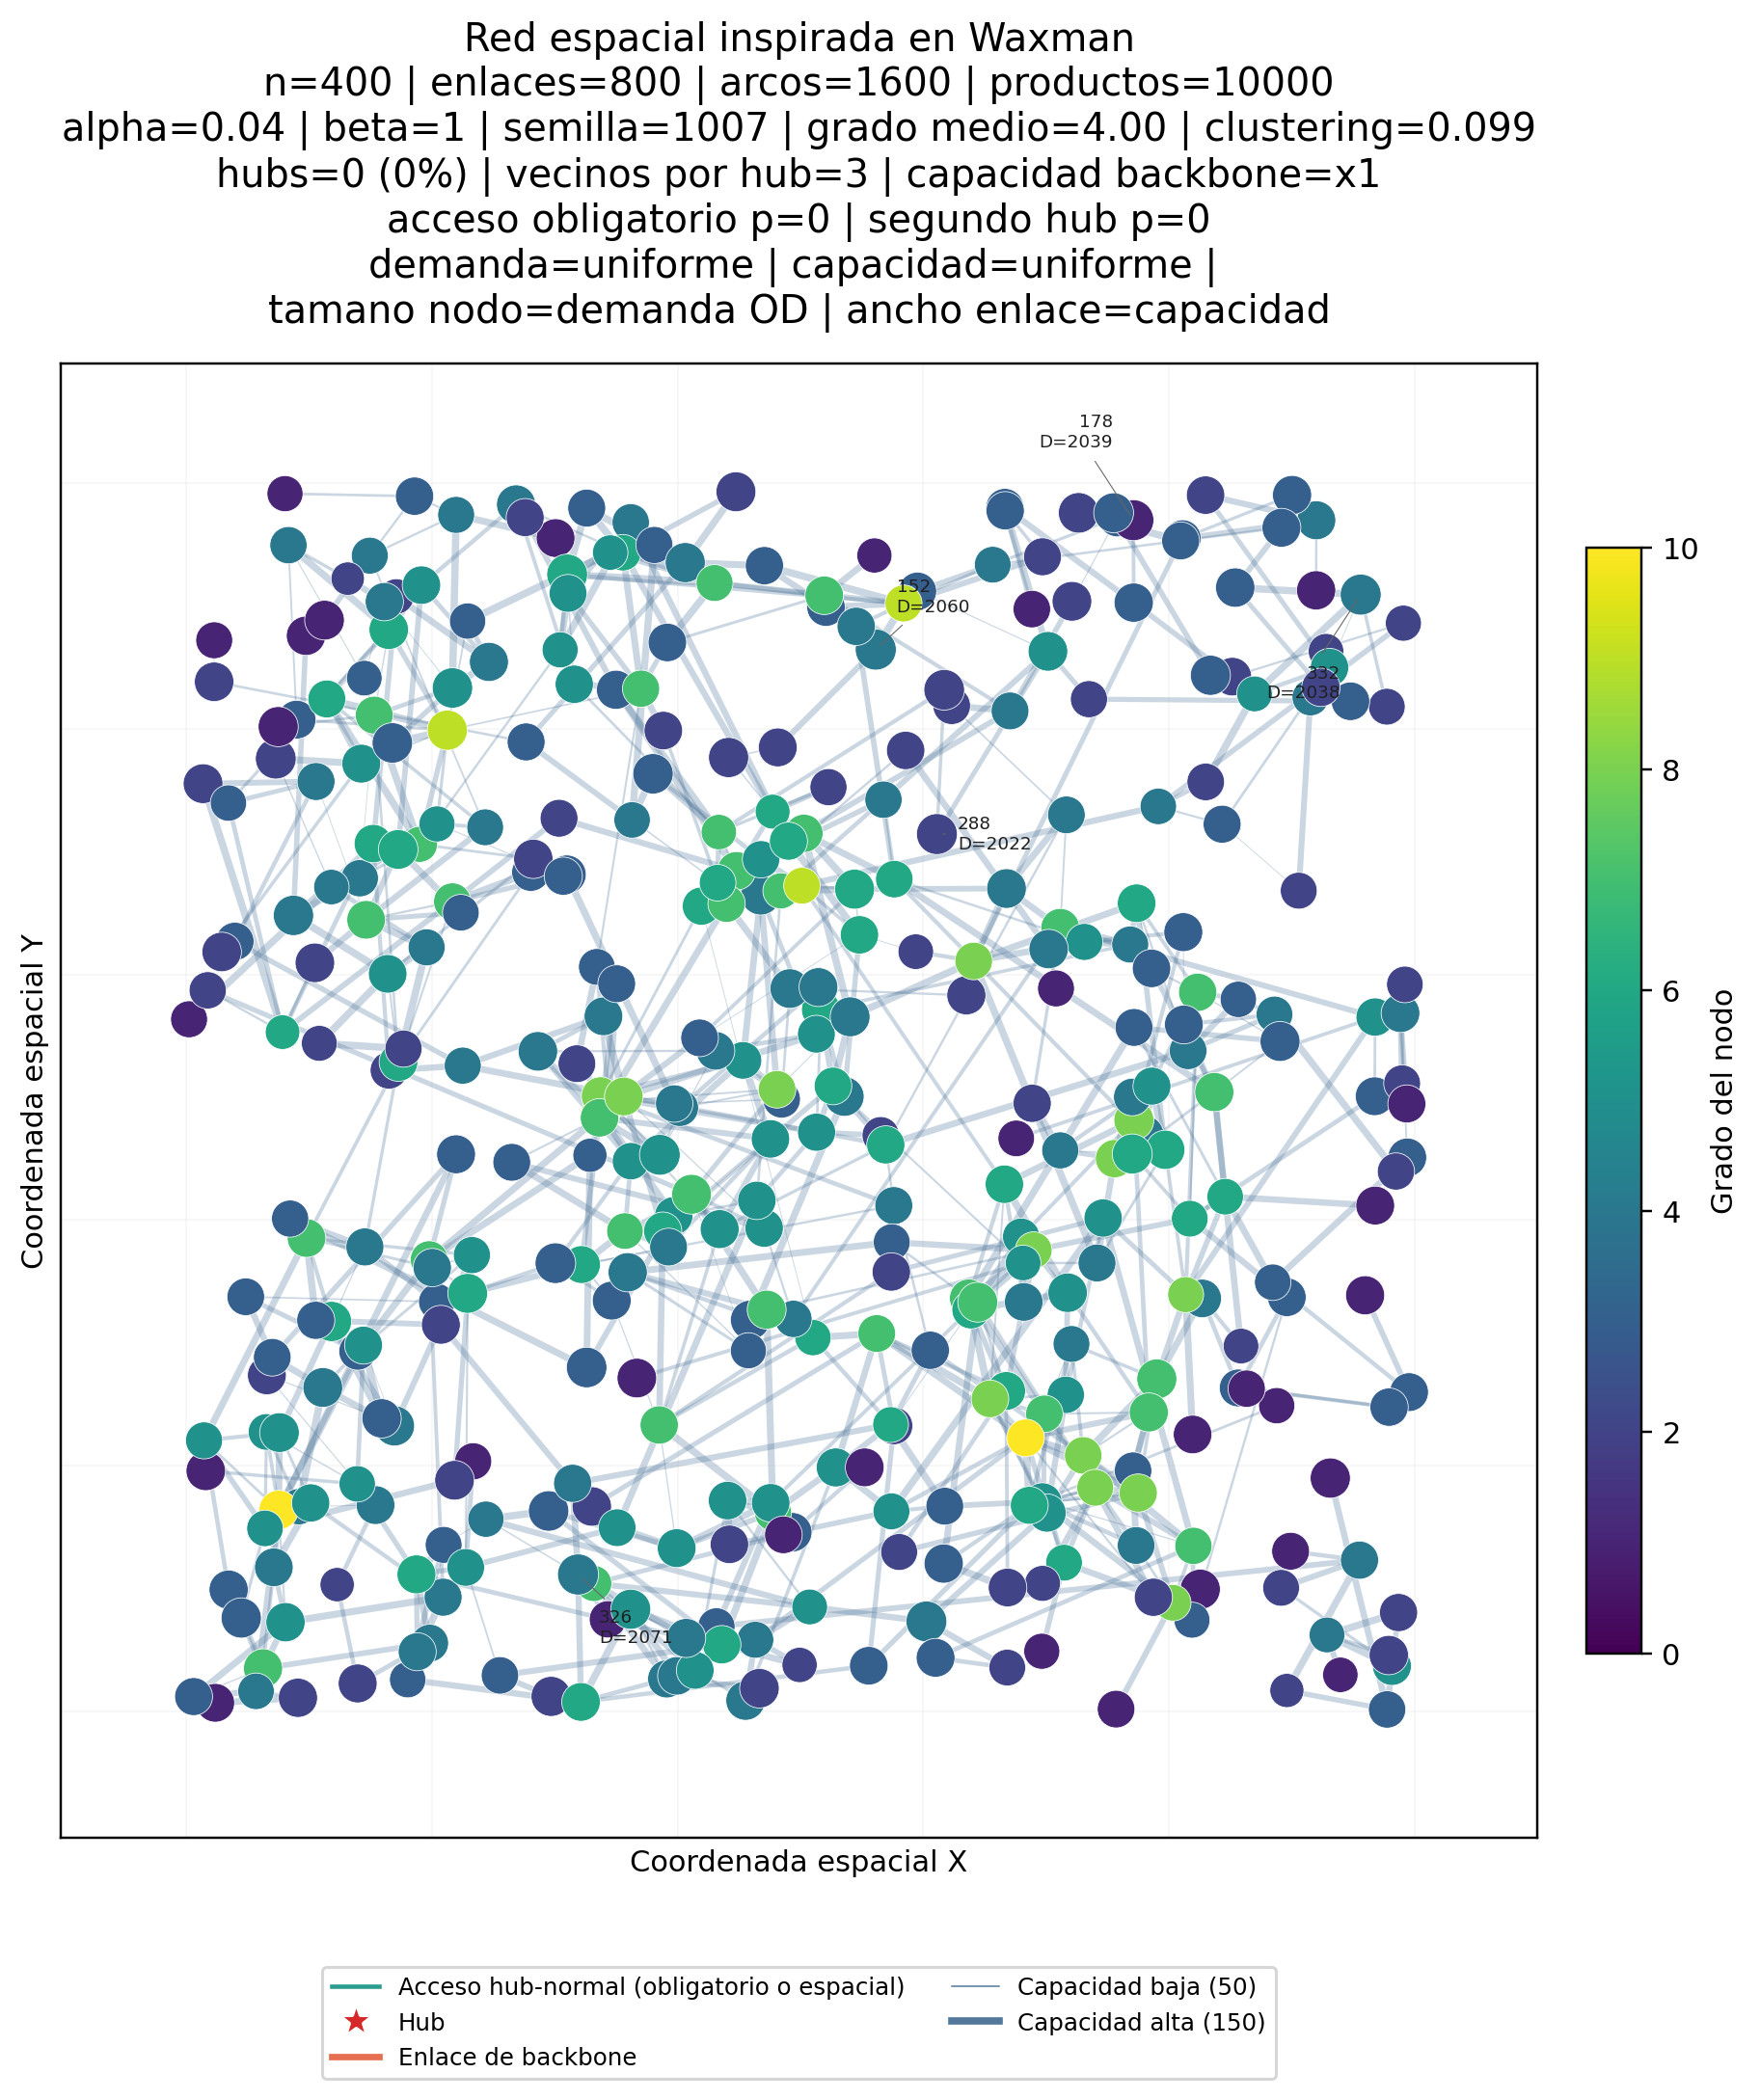 Red espacial inspirada en Waxman
n=400 | enlaces=800 | arcos=1600 | productos=10000
alpha=0.04 | beta=1 | semilla=1007 | grado medio=4.00 | clustering=0.099
hubs=0 (0%) | vecinos por hub=3 | capacidad backbone=x1
acceso obligatorio p=0 | segundo hub p=0
demanda=uniforme | capacidad=uniforme |
tamano nodo=demanda OD | ancho enlace=capacidad
178
D=2039
152
D=2060
332
D=2038
288
D=2022
326
D=2071
Coordenada espacial Y
Coordenada espacial X
10
8
6
4
2
0
Grado del nodo
Acceso hub-normal (obligatorio o espacial)
Hub
Enlace de backbone
Capacidad baja (50)
Capacidad alta (150)